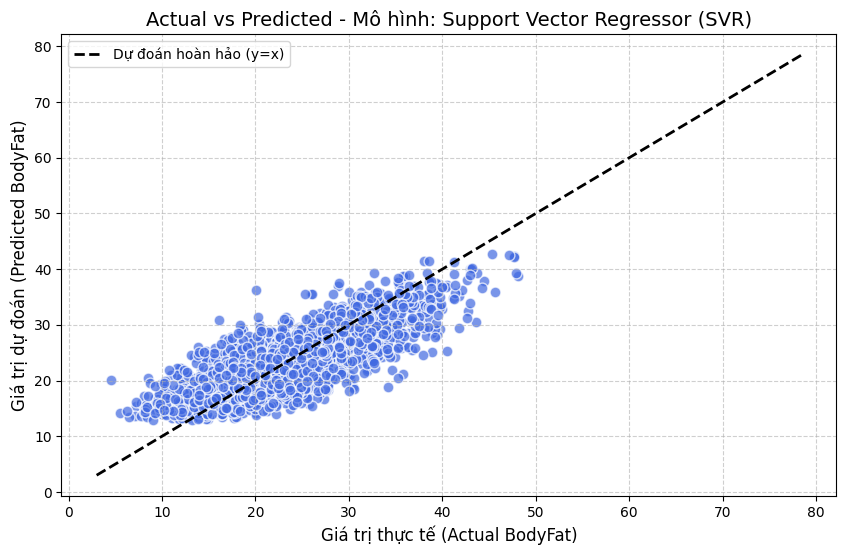 Actual vs Predicted - Mô hình: Support Vector Regressor (SVR)
Dự đoán hoàn hảo (y=x)
Giá trị dự đoán (Predicted BodyFat)
80
70
60
50
40
30
20
10
0
0 10 20 30 40 50 60 70 80
Giá trị thực tế (Actual BodyFat)